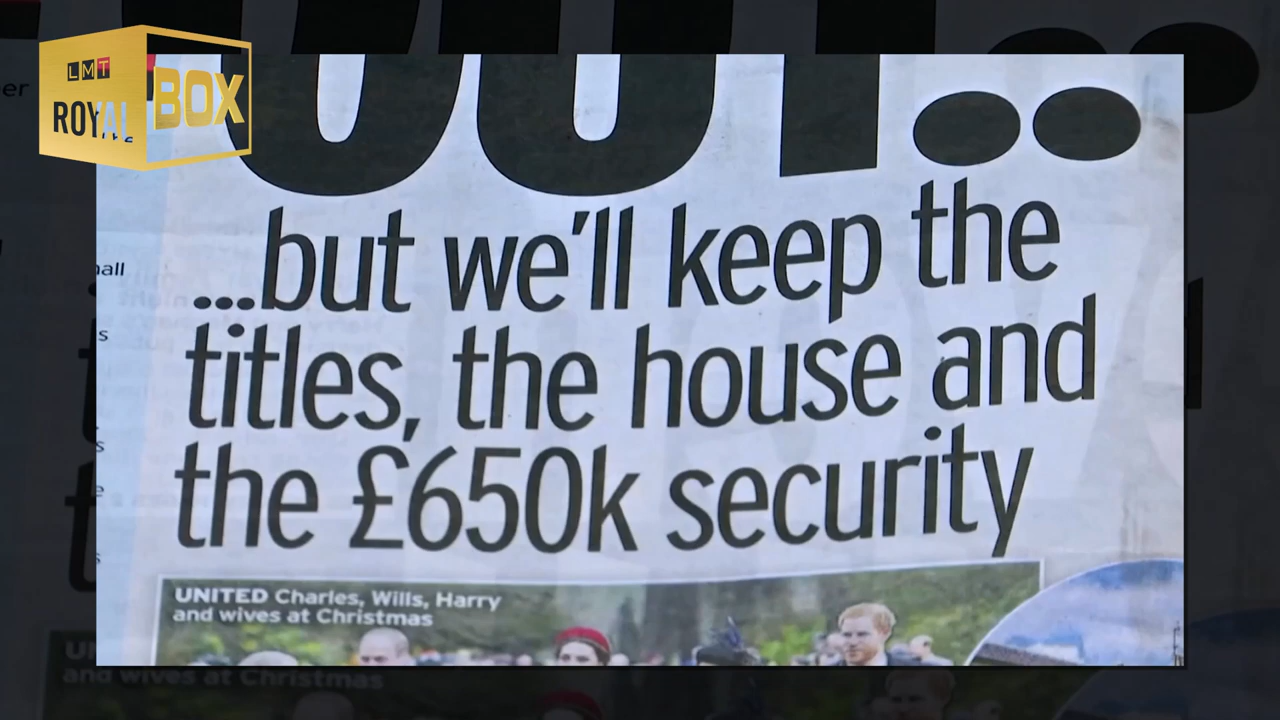 LMT
ROYAL BOX
OUT..
...but we'll keep the
titles, the house and
the £650k security
UNITED Charles, Wills, Harry
and wives at Christmas